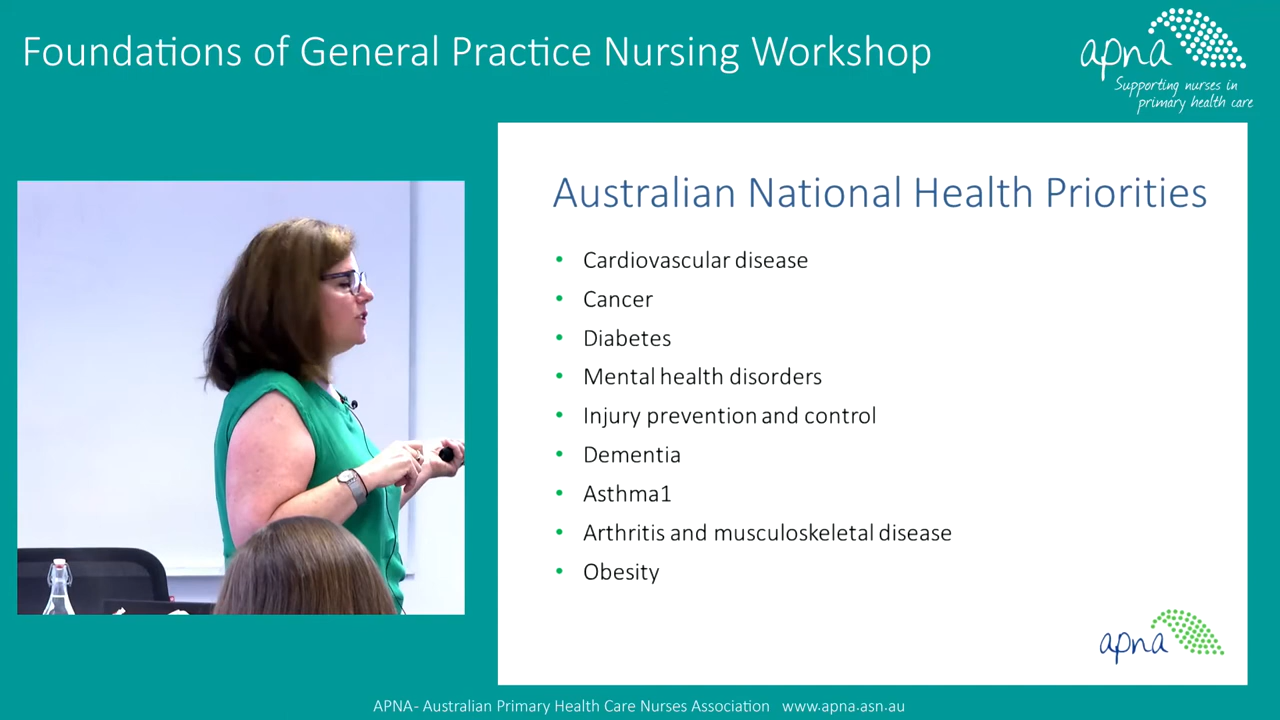 Foundations of General Practice Nursing Workshop
apna
Supporting nurses in
primary health care
Australian National Health Priorities
• Cardiovascular disease
• Cancer
• Diabetes
• Mental health disorders
• Injury prevention and control
• Dementia
• Asthma1
• Arthritis and musculoskeletal disease
• Obesity
apna
APNA- Australian Primary Health Care Nurses Association www.apna.asn.au